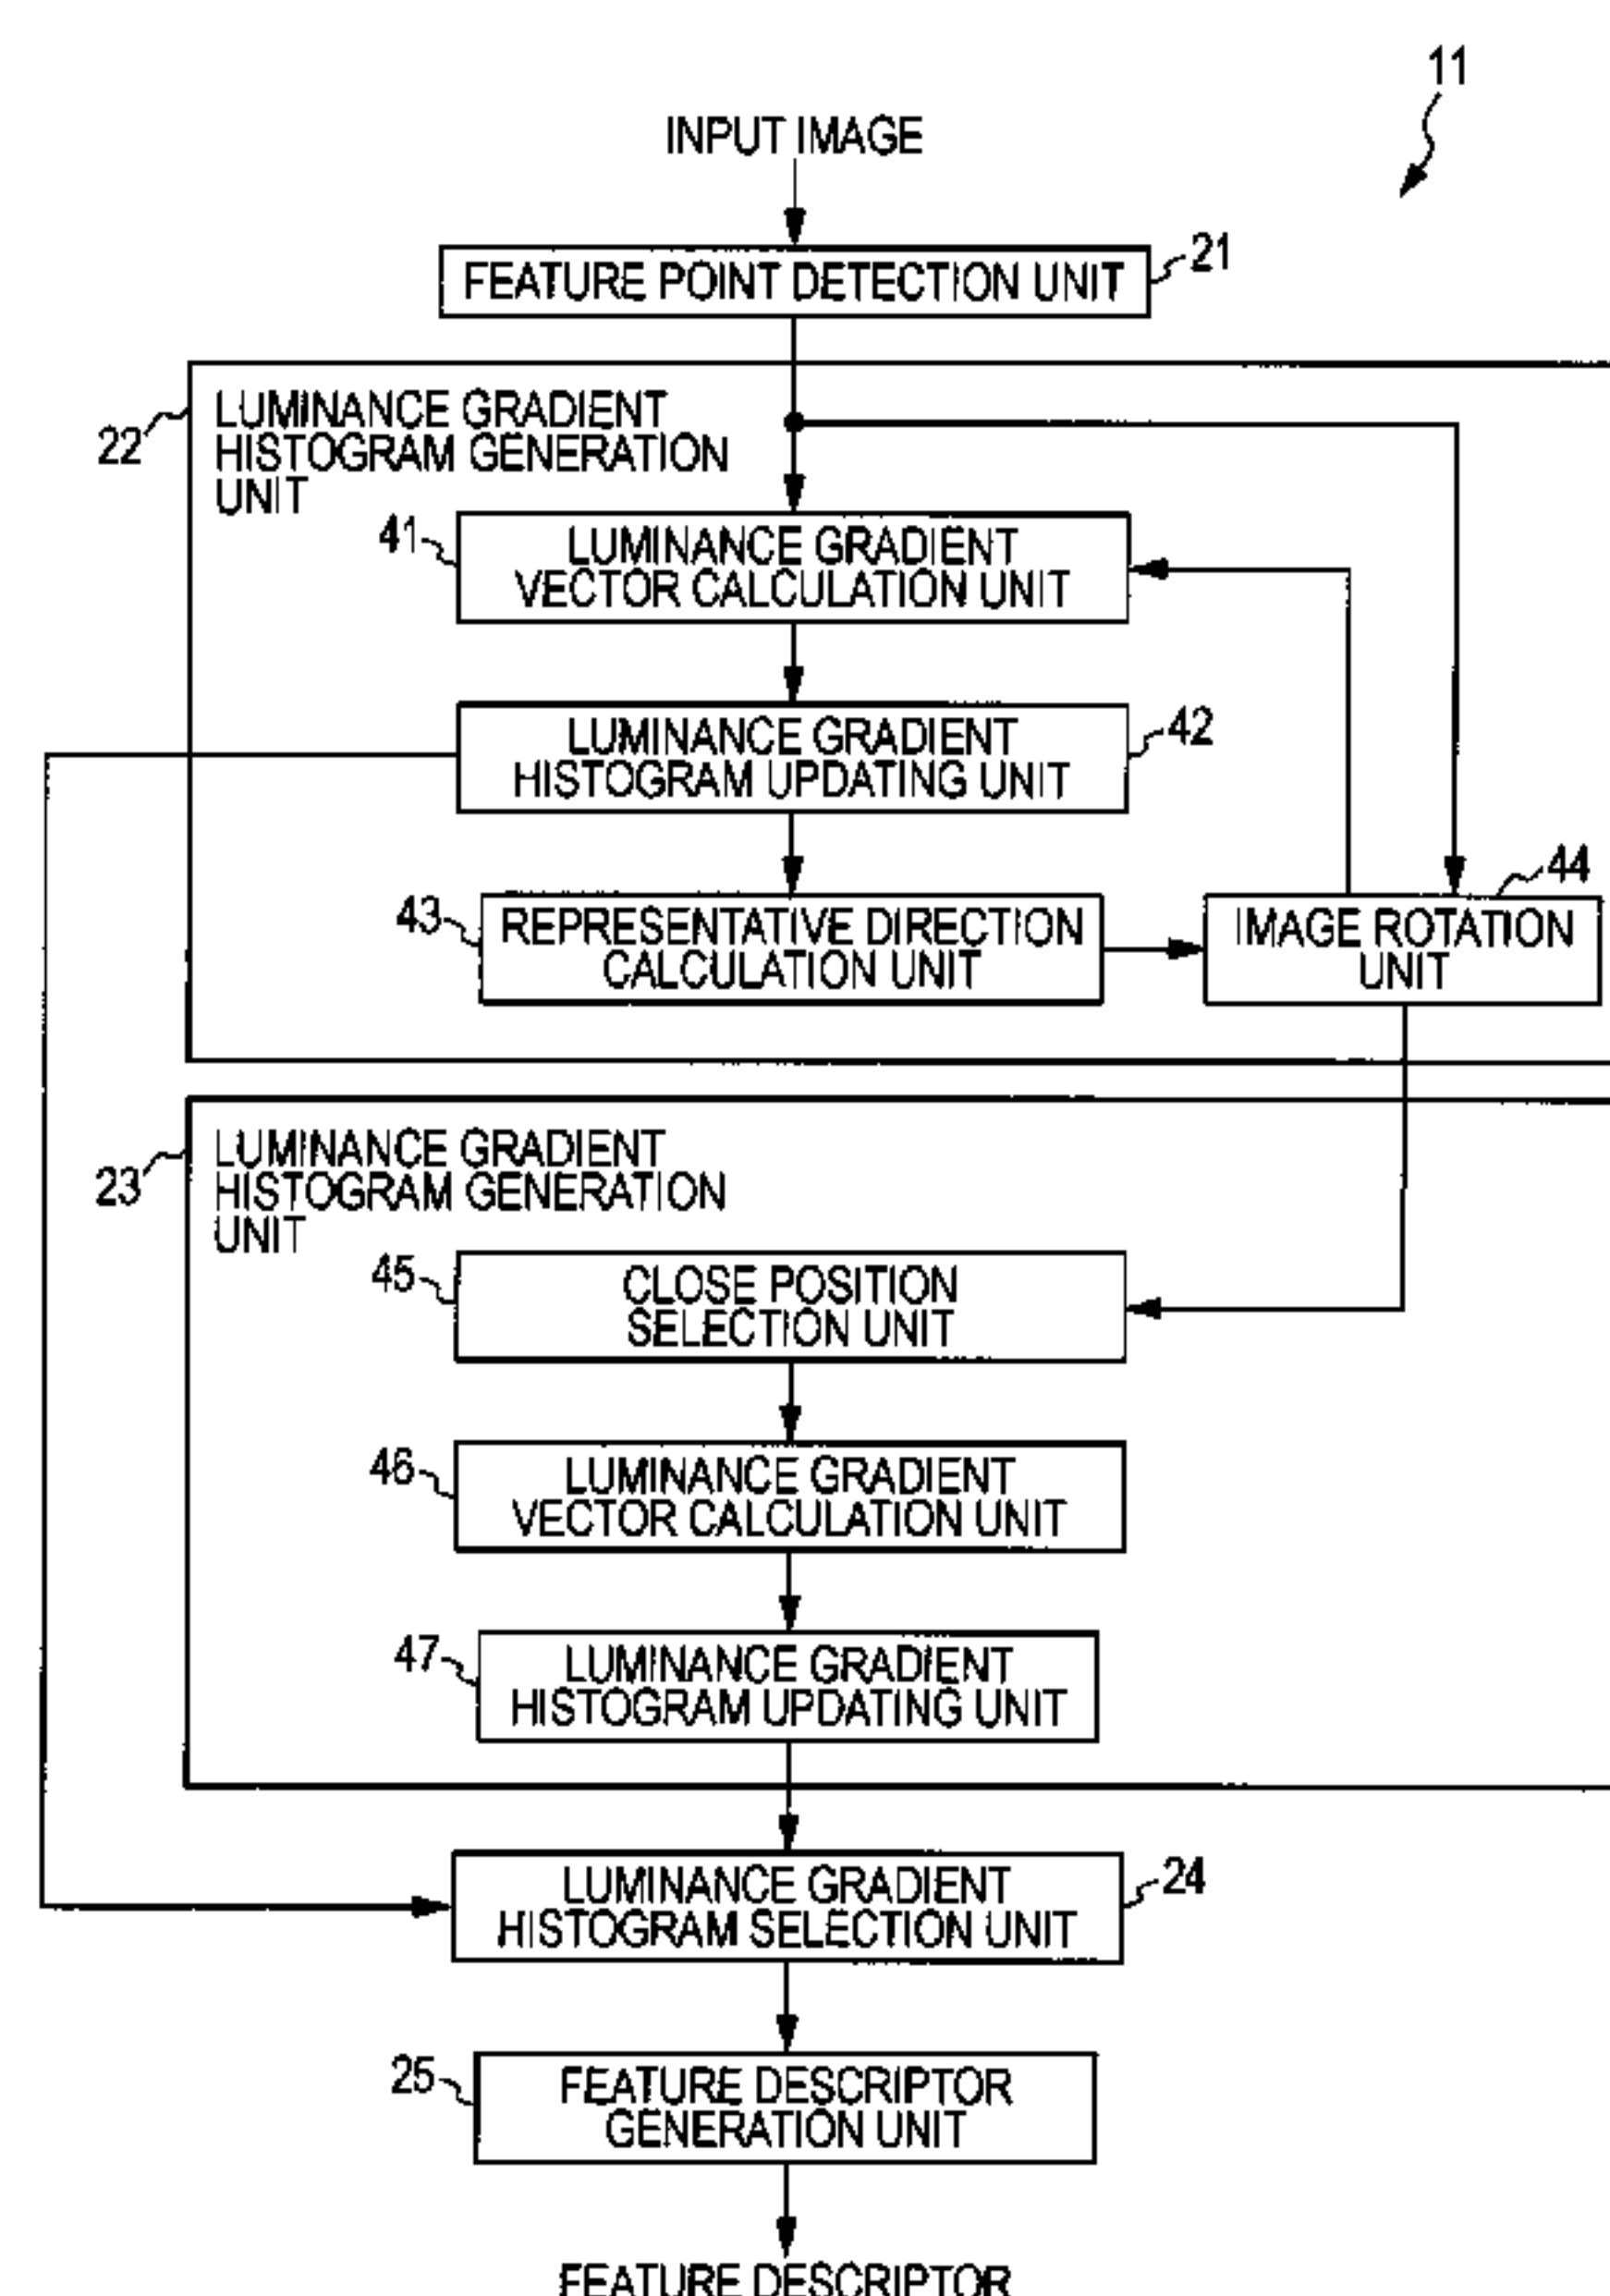 11
INPUT IMAGE
FEATURE POINT DETECTION UNIT
21
22
LUMINANCE GRADIENT
HISTOGRAM GENERATION
UNIT
41
LUMINANCE GRADIENT
VECTOR CALCULATION UNIT
LUMINANCE GRADIENT
HISTOGRAM UPDATING UNIT
42
43
REPRESENTATIVE DIRECTION
CALCULATION UNIT
44
IMAGE ROTATION
UNIT
23
LUMINANCE GRADIENT
HISTOGRAM GENERATION
UNIT
45
CLOSE POSITION
SELECTION UNIT
46
LUMINANCE GRADIENT
VECTOR CALCULATION UNIT
47
LUMINANCE GRADIENT
HISTOGRAM UPDATING UNIT
LUMINANCE GRADIENT
HISTOGRAM SELECTION UNIT
24
25
FEATURE DESCRIPTOR
GENERATION UNIT
FEATURE DESCRIPTOR